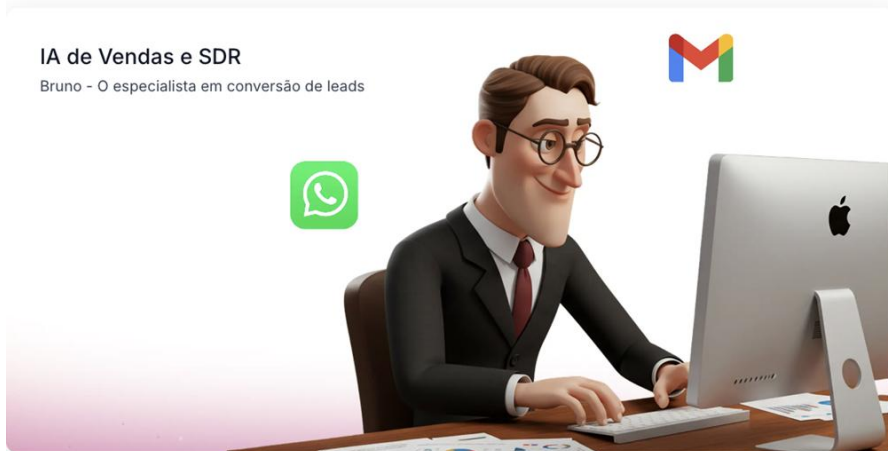 IA de Vendas e SDR
Bruno - O especialista em conversão de leads